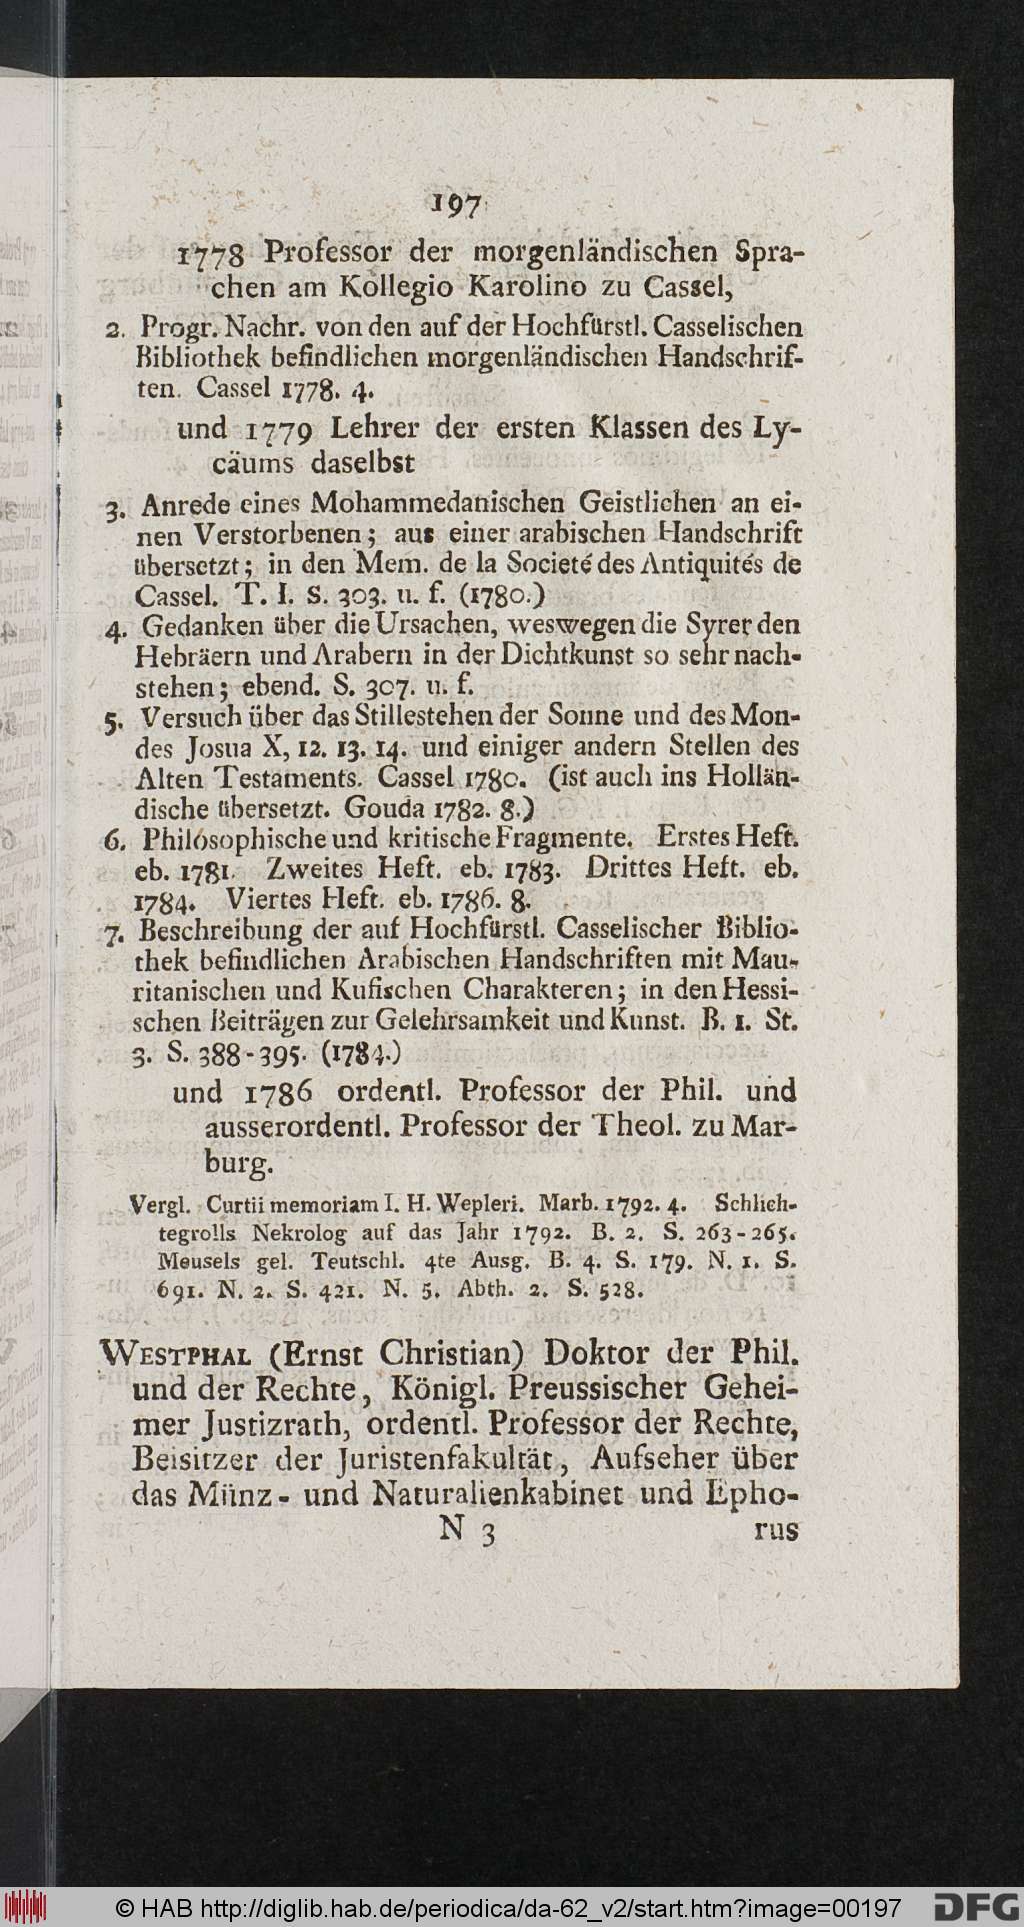 197
1778 Professor der morgenländischen Spra-
chen am Kollegio Karolino zu Cassel,
2. Progr. Nachr. von den auf der Hochfürstl. Casselischen
Bibliothek befindlichen morgenländischen Handschrif-
ten. Cassel 1778. 4.
und 1779 Lehrer der ersten Klassen des Ly-
cäums daselbst
3. Anrede eines Mohammedanischen Geistlichen an ei-
nen Verstorbenen; aus einer arabischen Handschrift
übersetzt; in den Mem. de la Societé des Antiquités de
Cassel. T. I. S. 303. u. f. (1780.)
4. Gedanken über die Ursachen, weswegen die Syrer den
Hebräern und Arabern in der Dichtkunst so sehr nach-
stehen; ebend. S. 307. u. f.
5. Versuch über das Stillestehen der Sonne und des Mon-
des Josua X, 12. 13. 14. und einiger andern Stellen des
Alten Testaments. Cassel 1780. (ist auch ins Hollän-
dische übersetzt. Gouda 1782. 8.)
6. Philosophische und kritische Fragmente. Erstes Heft.
eb. 1781. Zweites Heft. eb. 1783. Drittes Heft. eb.
1784. Viertes Heft. eb. 1786. 8.
7. Beschreibung der auf Hochfürstl. Casselischer Biblio-
thek befindlichen Arabischen Handschriften mit Mau-
ritanischen und Kufischen Charakteren; in den Hessi-
schen Beiträgen zur Gelehrsamkeit und Kunst. B. 1. St.
3. S. 388-395. (1784.)
und 1786 ordentl. Professor der Phil. und
ausserordentl. Professor der Theol. zu Mar-
burg.
Vergl. Curtii memoriam I. H. Wepleri. Marb. 1792. 4. Schlich-
tegrolls Nekrolog auf das Jahr 1792. B. 2. S. 263-265.
Meusels gel. Teutschl. 4te Ausg. B. 4. S. 179. N. 1. S.
691. N. 2. S. 421. N. 5. Abth. 2. S. 528.
WESTPHAL (Ernst Christian) Doktor der Phil.
und der Rechte, Königl. Preussischer Gehei-
mer Justizrath, ordentl. Professor der Rechte,
Beisitzer der Juristenfakultät, Aufseher über
das Münz- und Naturalienkabinet und Epho-
N 3 rus
© HAB http://diglib.hab.de/periodica/da-62_v2/start.htm?image=00197 DFG